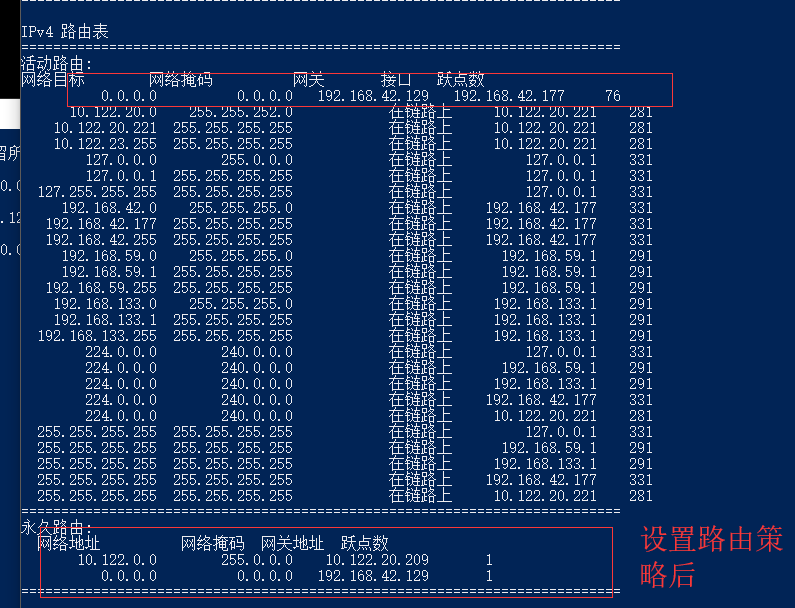 IPv4 路由表
===========================================================================
活动路由:
网络目标 网络掩码 网关 接口 跃点数
0.0.0.0 0.0.0.0 192.168.42.129 192.168.42.177 76
10.122.20.0 255.255.252.0 在链路上 10.122.20.221 281
10.122.20.221 255.255.255.255 在链路上 10.122.20.221 281
10.122.23.255 255.255.255.255 在链路上 10.122.20.221 281
127.0.0.0 255.0.0.0 在链路上 127.0.0.1 331
127.0.0.1 255.255.255.255 在链路上 127.0.0.1 331
127.255.255.255 255.255.255.255 在链路上 127.0.0.1 331
192.168.42.0 255.255.255.0 在链路上 192.168.42.177 331
192.168.42.177 255.255.255.255 在链路上 192.168.42.177 331
192.168.42.255 255.255.255.255 在链路上 192.168.42.177 331
192.168.59.0 255.255.255.0 在链路上 192.168.59.1 291
192.168.59.1 255.255.255.255 在链路上 192.168.59.1 291
192.168.59.255 255.255.255.255 在链路上 192.168.59.1 291
192.168.133.0 255.255.255.0 在链路上 192.168.133.1 291
192.168.133.1 255.255.255.255 在链路上 192.168.133.1 291
192.168.133.255 255.255.255.255 在链路上 192.168.133.1 291
224.0.0.0 240.0.0.0 在链路上 127.0.0.1 331
224.0.0.0 240.0.0.0 在链路上 192.168.59.1 291
224.0.0.0 240.0.0.0 在链路上 192.168.133.1 291
224.0.0.0 240.0.0.0 在链路上 192.168.42.177 331
224.0.0.0 240.0.0.0 在链路上 10.122.20.221 281
255.255.255.255 255.255.255.255 在链路上 127.0.0.1 331
255.255.255.255 255.255.255.255 在链路上 192.168.59.1 291
255.255.255.255 255.255.255.255 在链路上 192.168.133.1 291
255.255.255.255 255.255.255.255 在链路上 192.168.42.177 331
255.255.255.255 255.255.255.255 在链路上 10.122.20.221 281
===========================================================================
永久路由:
网络地址 网络掩码 网关地址 跃点数
10.122.0.0 255.0.0.0 10.122.20.209 1
0.0.0.0 0.0.0.0 192.168.42.129 1
===========================================================================
设置路由策
略后